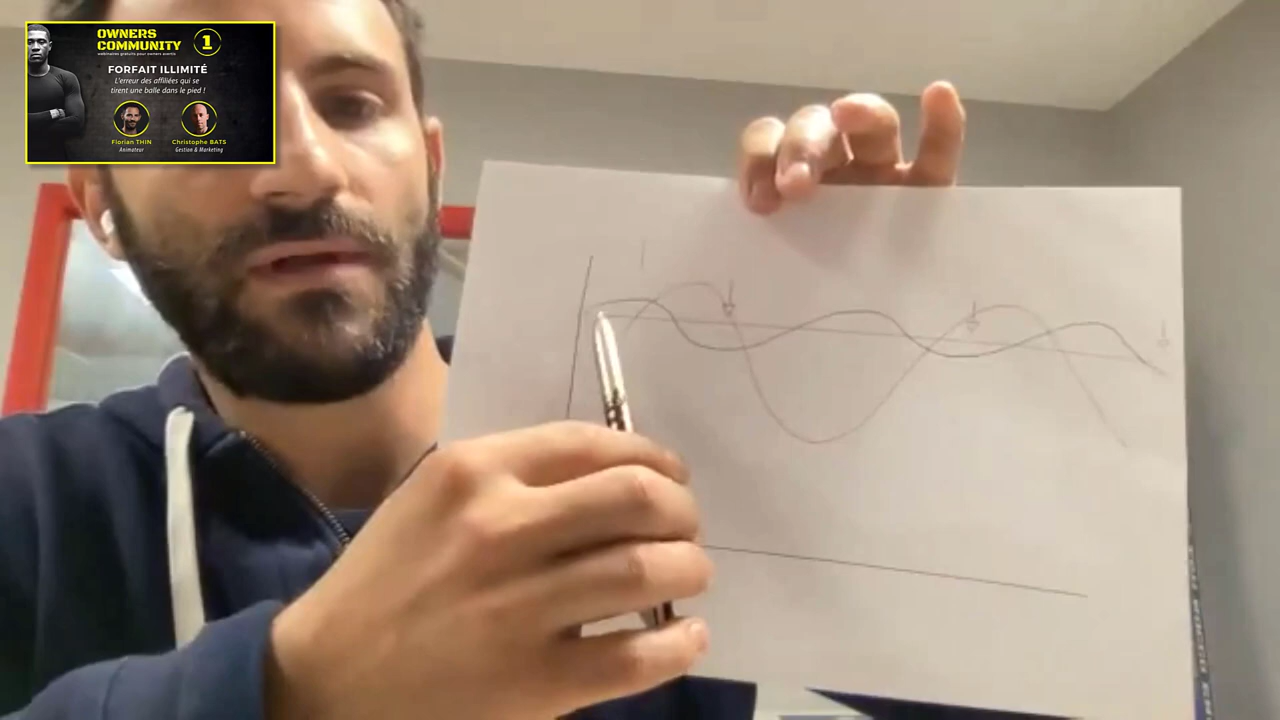 OWNERS
COMMUNITY 1
webinaires gratuits pour owners avertis
FORFAIT ILLIMITÉ
L'erreur des affiliées qui se
tirent une balle dans le pied !
Florian THIN
Animateur
Christophe BATS
Gestion & Marketing